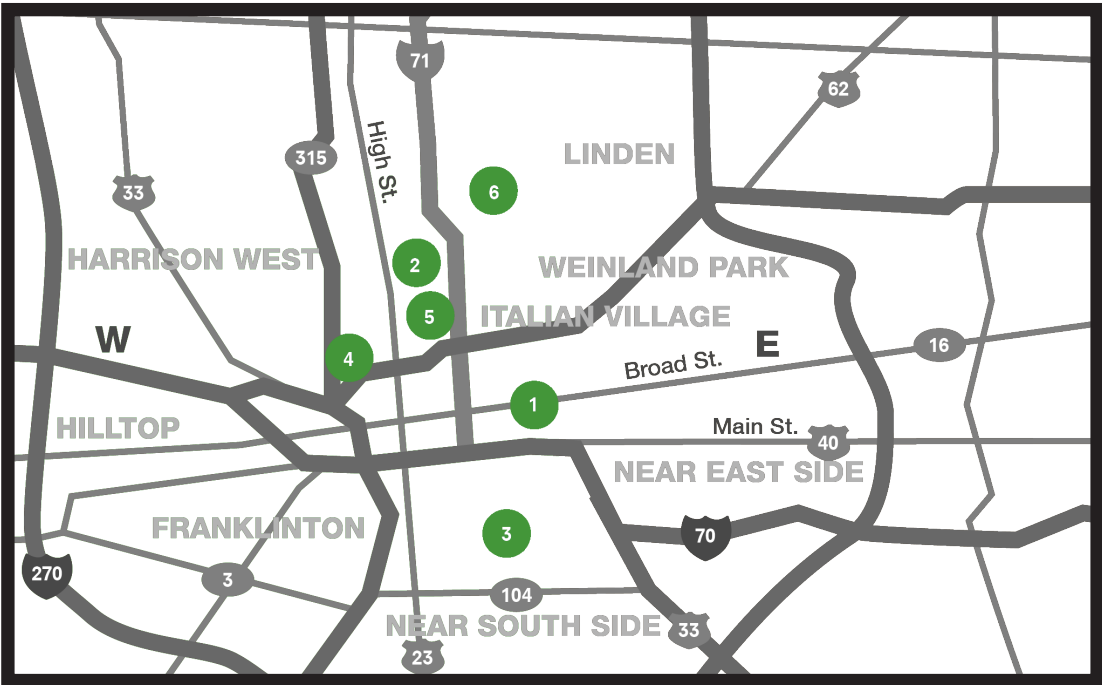 71
62
High St.
LINDEN
315
33
6
HARRISON WEST
2
WEINLAND PARK
5
ITALIAN VILLAGE
W
E
16
4
Broad St.
1
HILLTOP
Main St.
40
NEAR EAST SIDE
FRANKLINTON
3
70
270
3
104
NEAR SOUTH SIDE
33
23